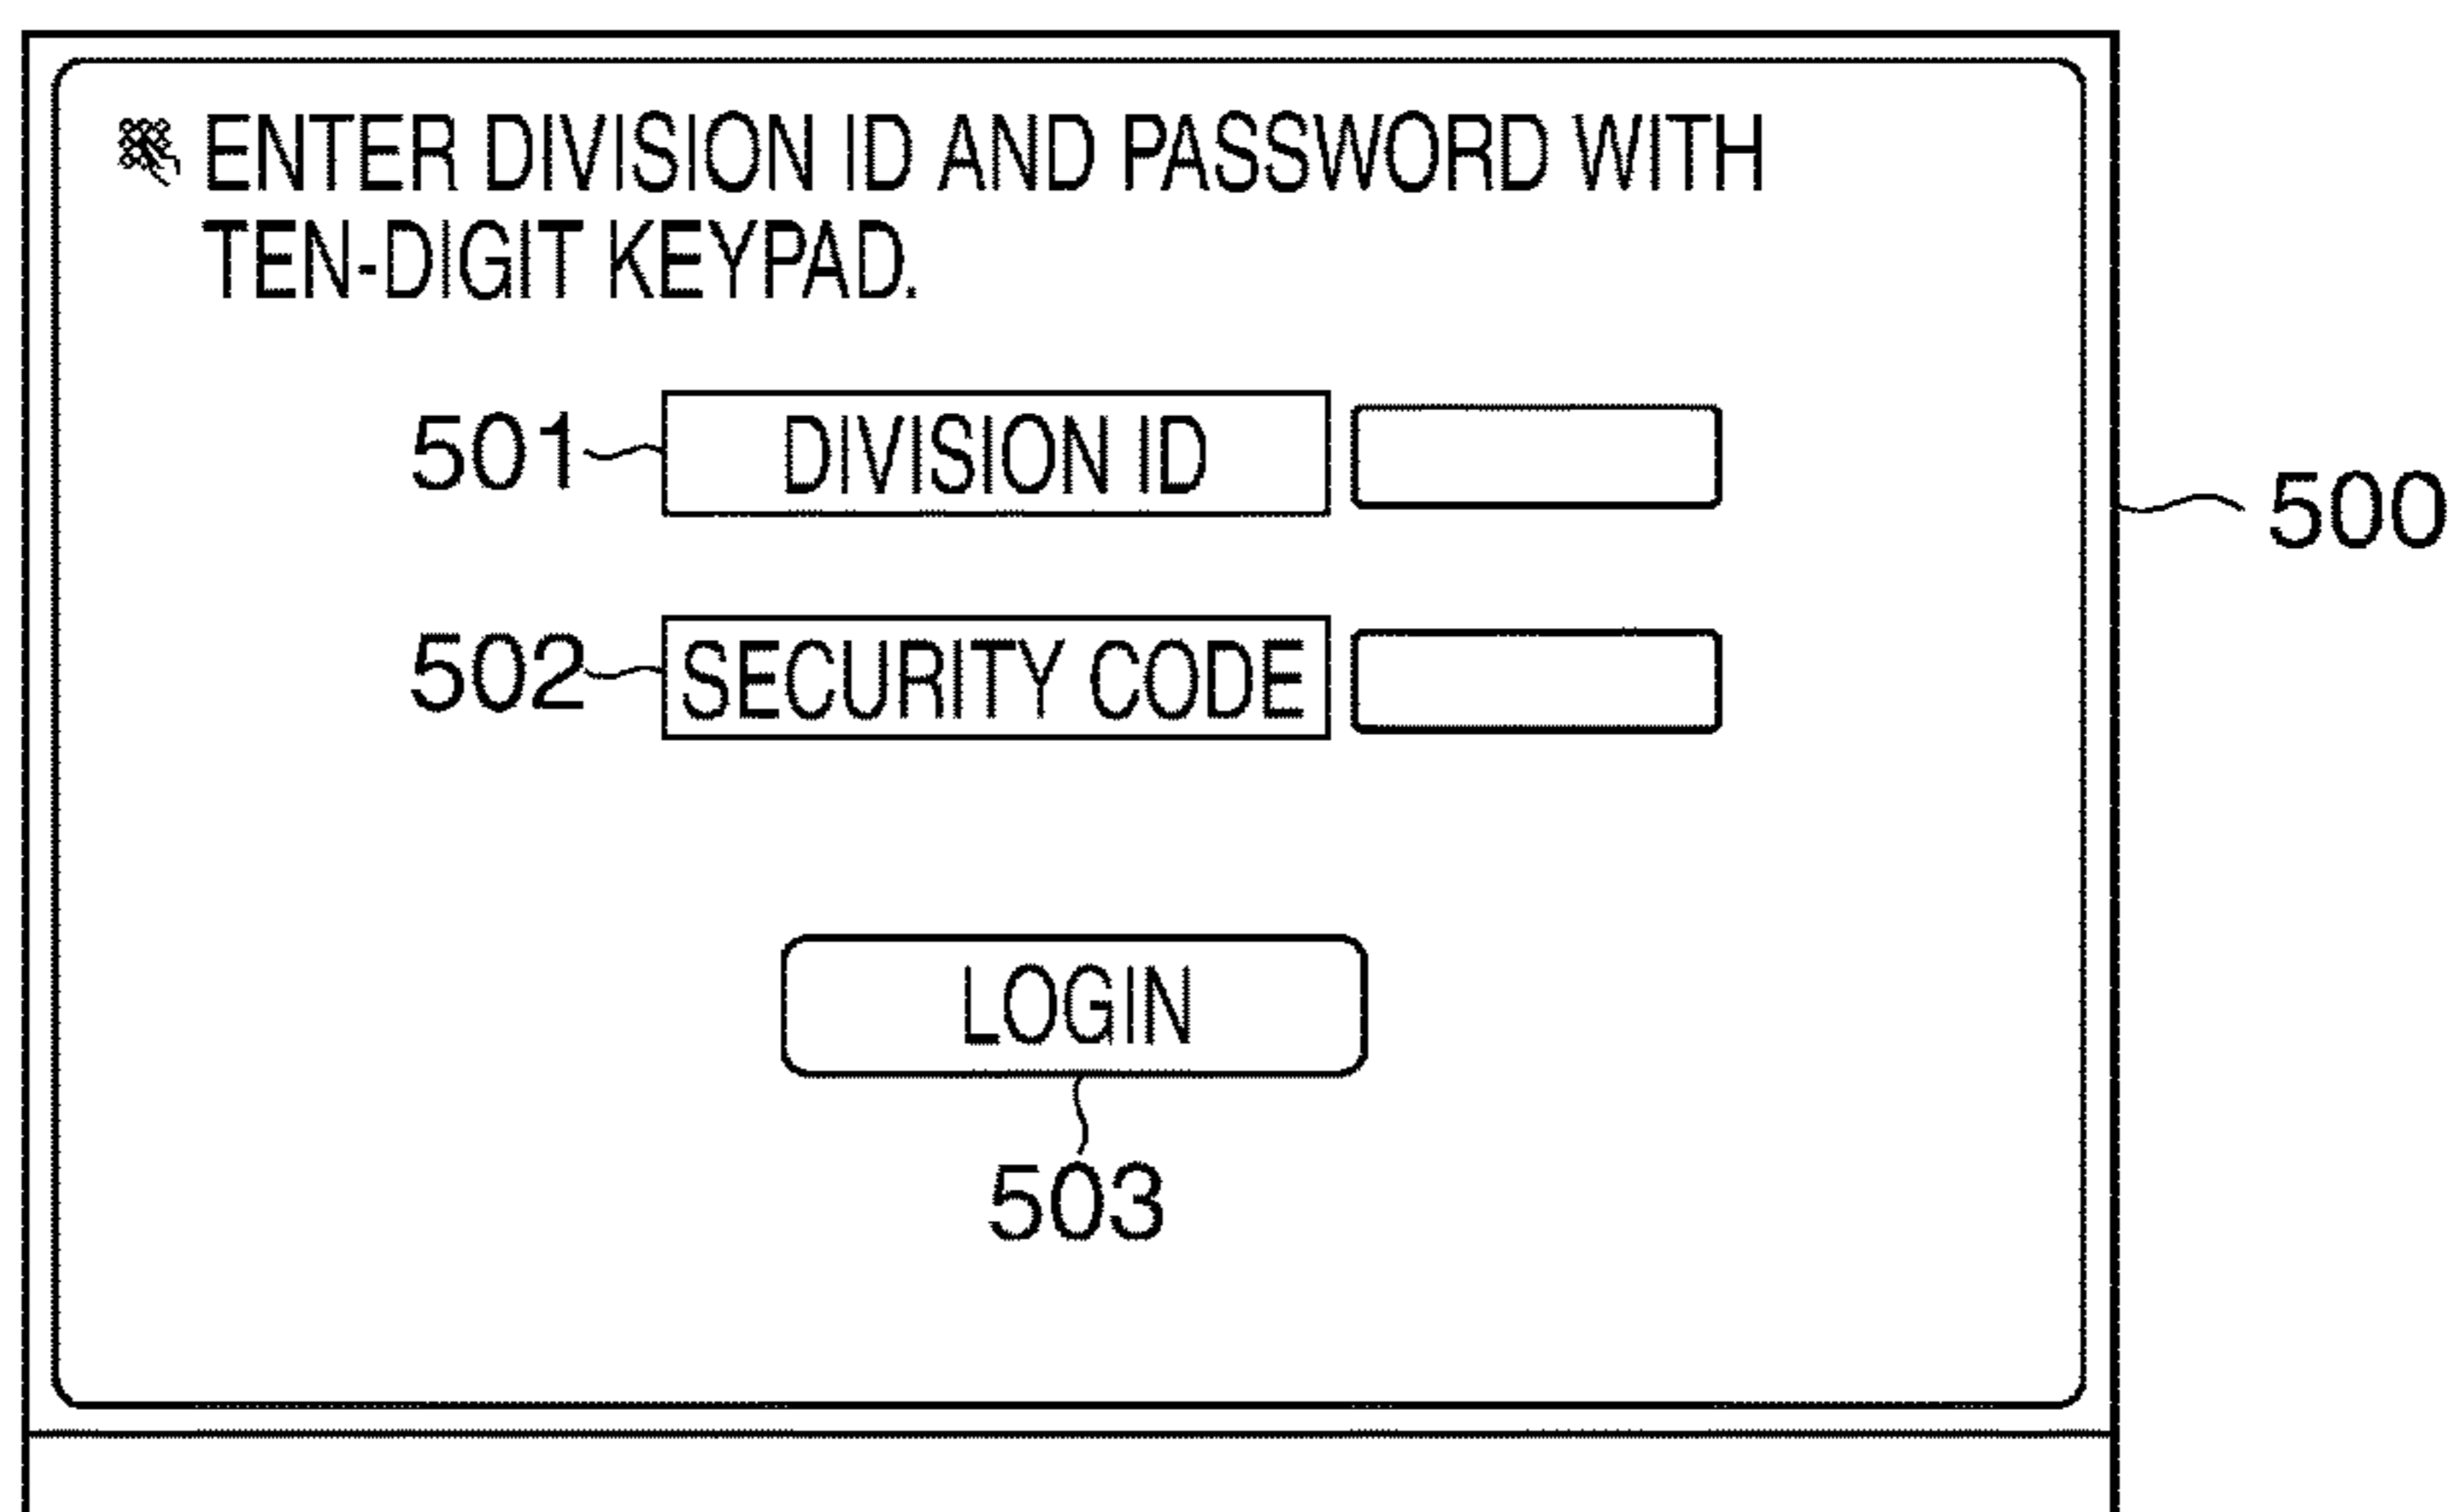 ENTER DIVISION ID AND PASSWORD WITH
TEN-DIGIT KEYPAD.
501 DIVISION ID
500
502 SECURITY CODE
LOGIN
503